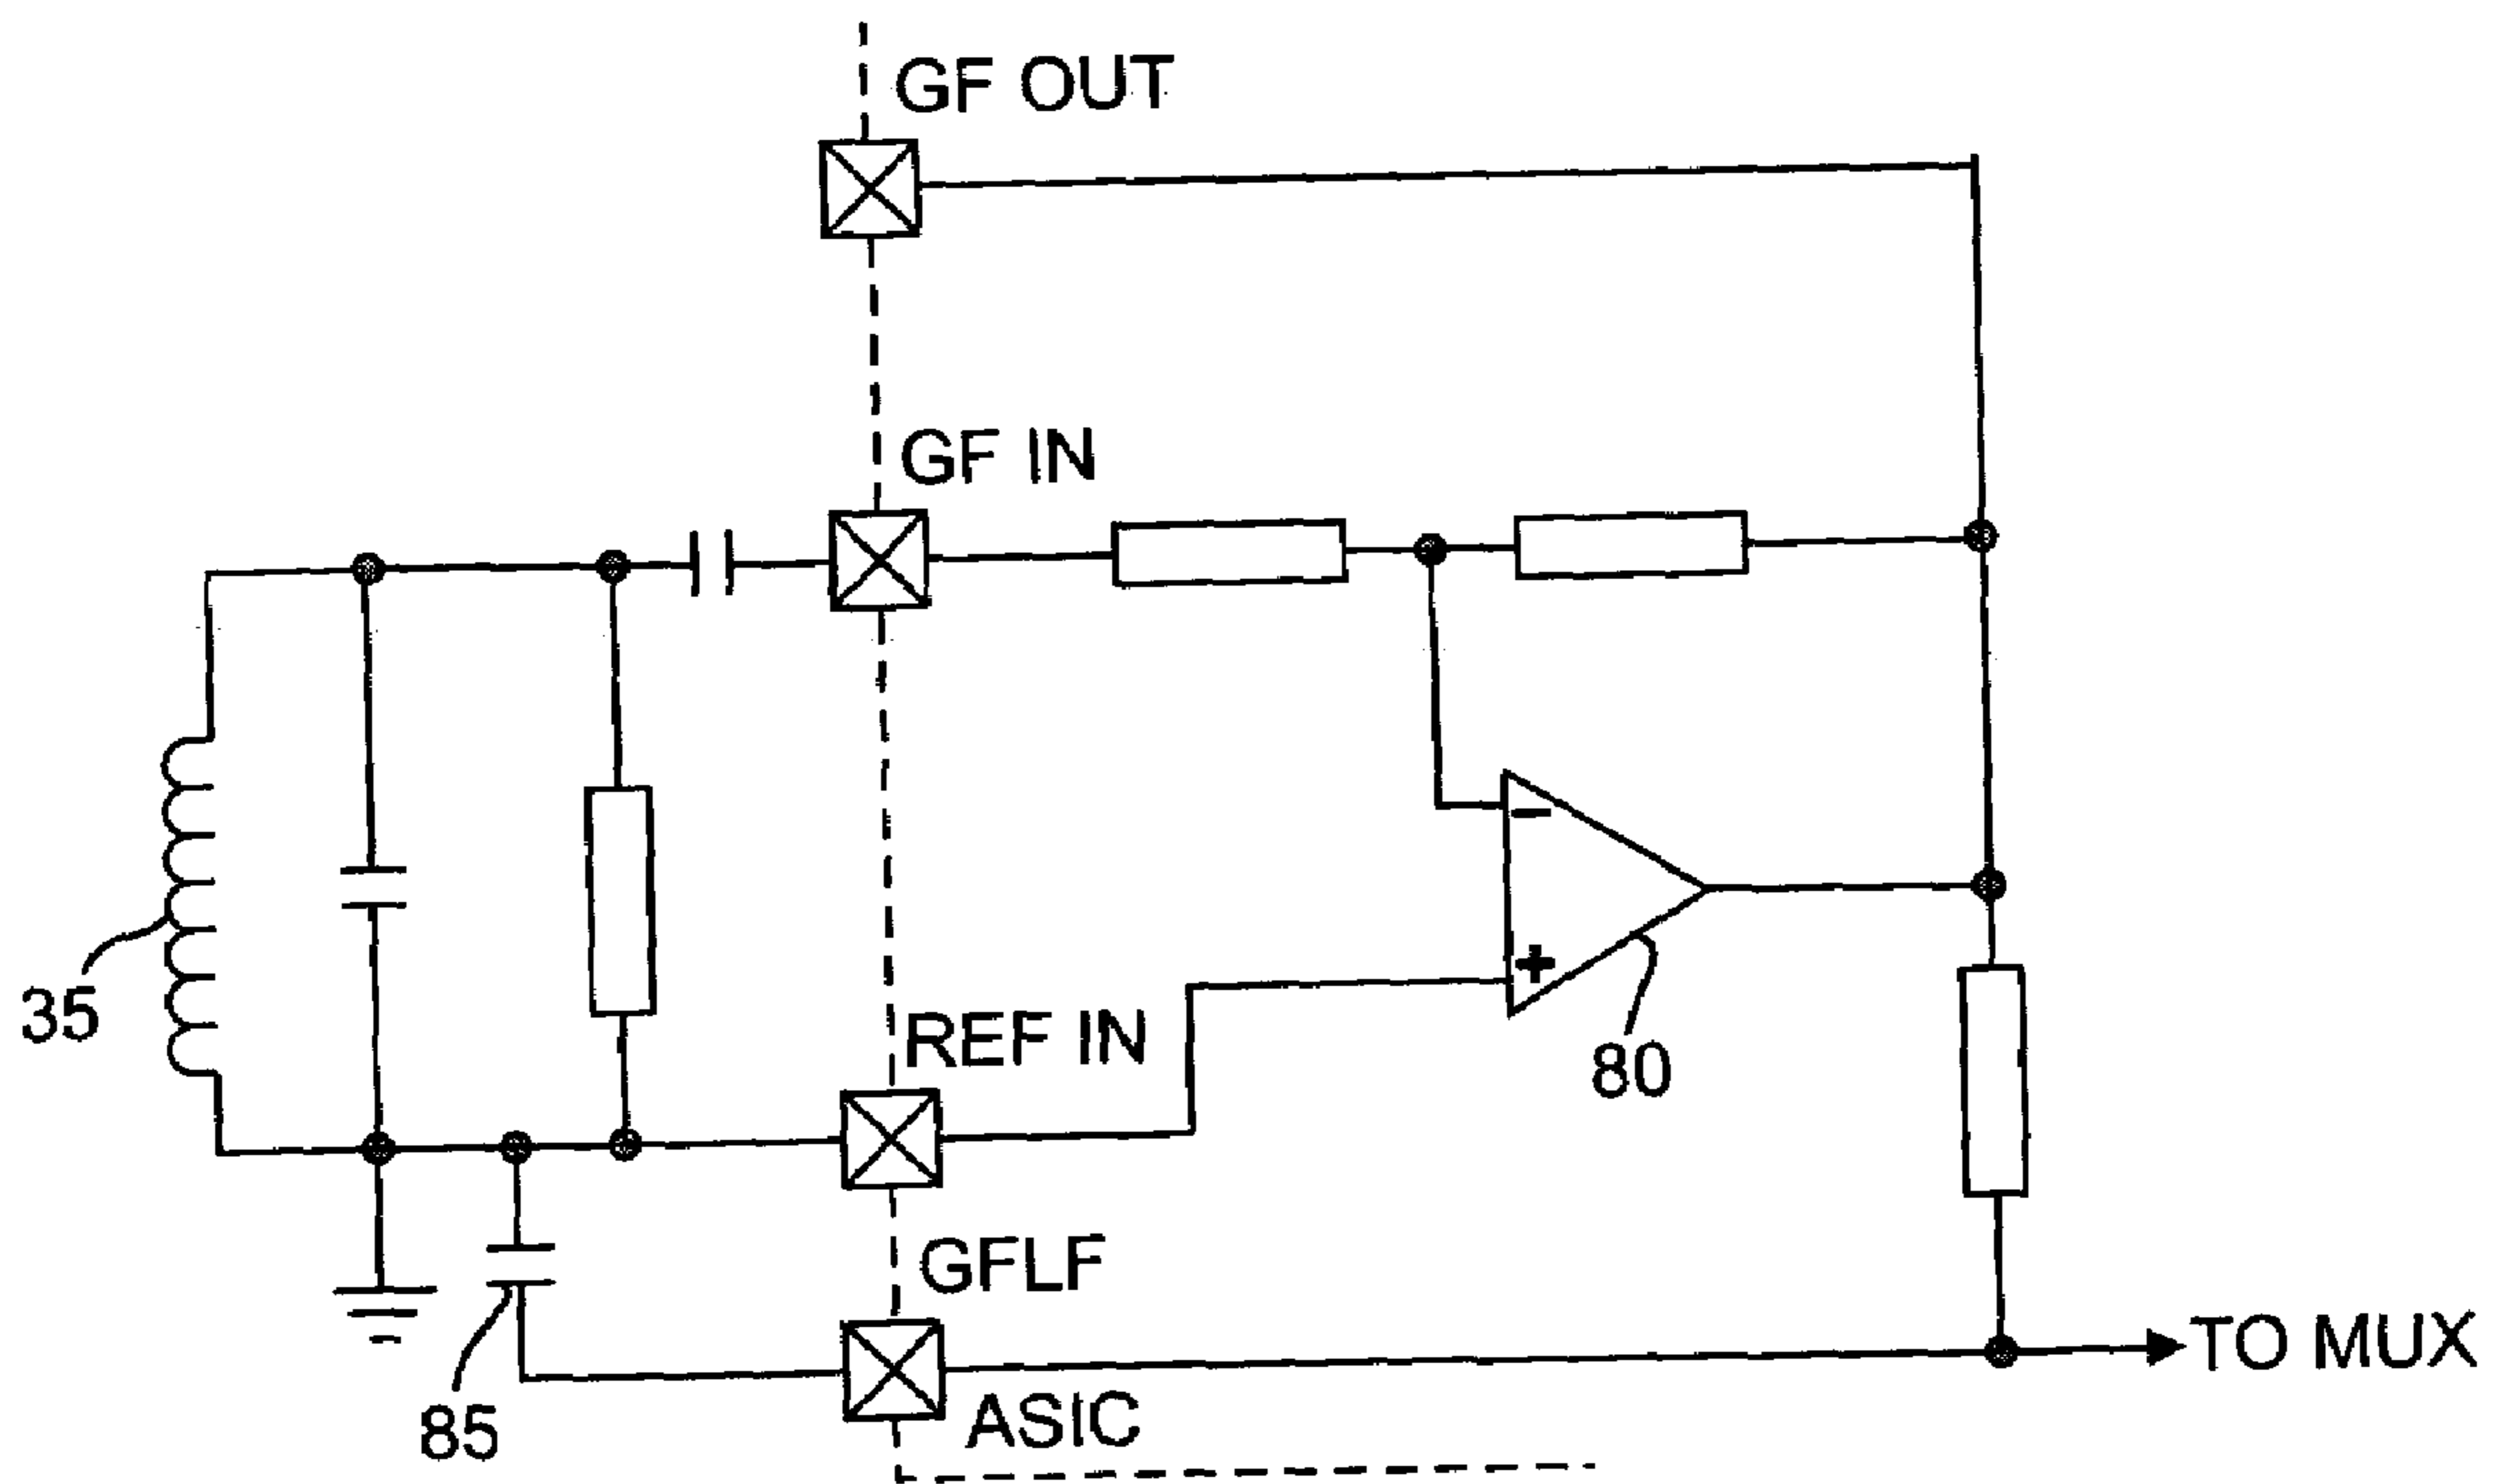 GF OUT
GF IN
35
REF IN
80
GFLF
TO MUX
ASIC
85